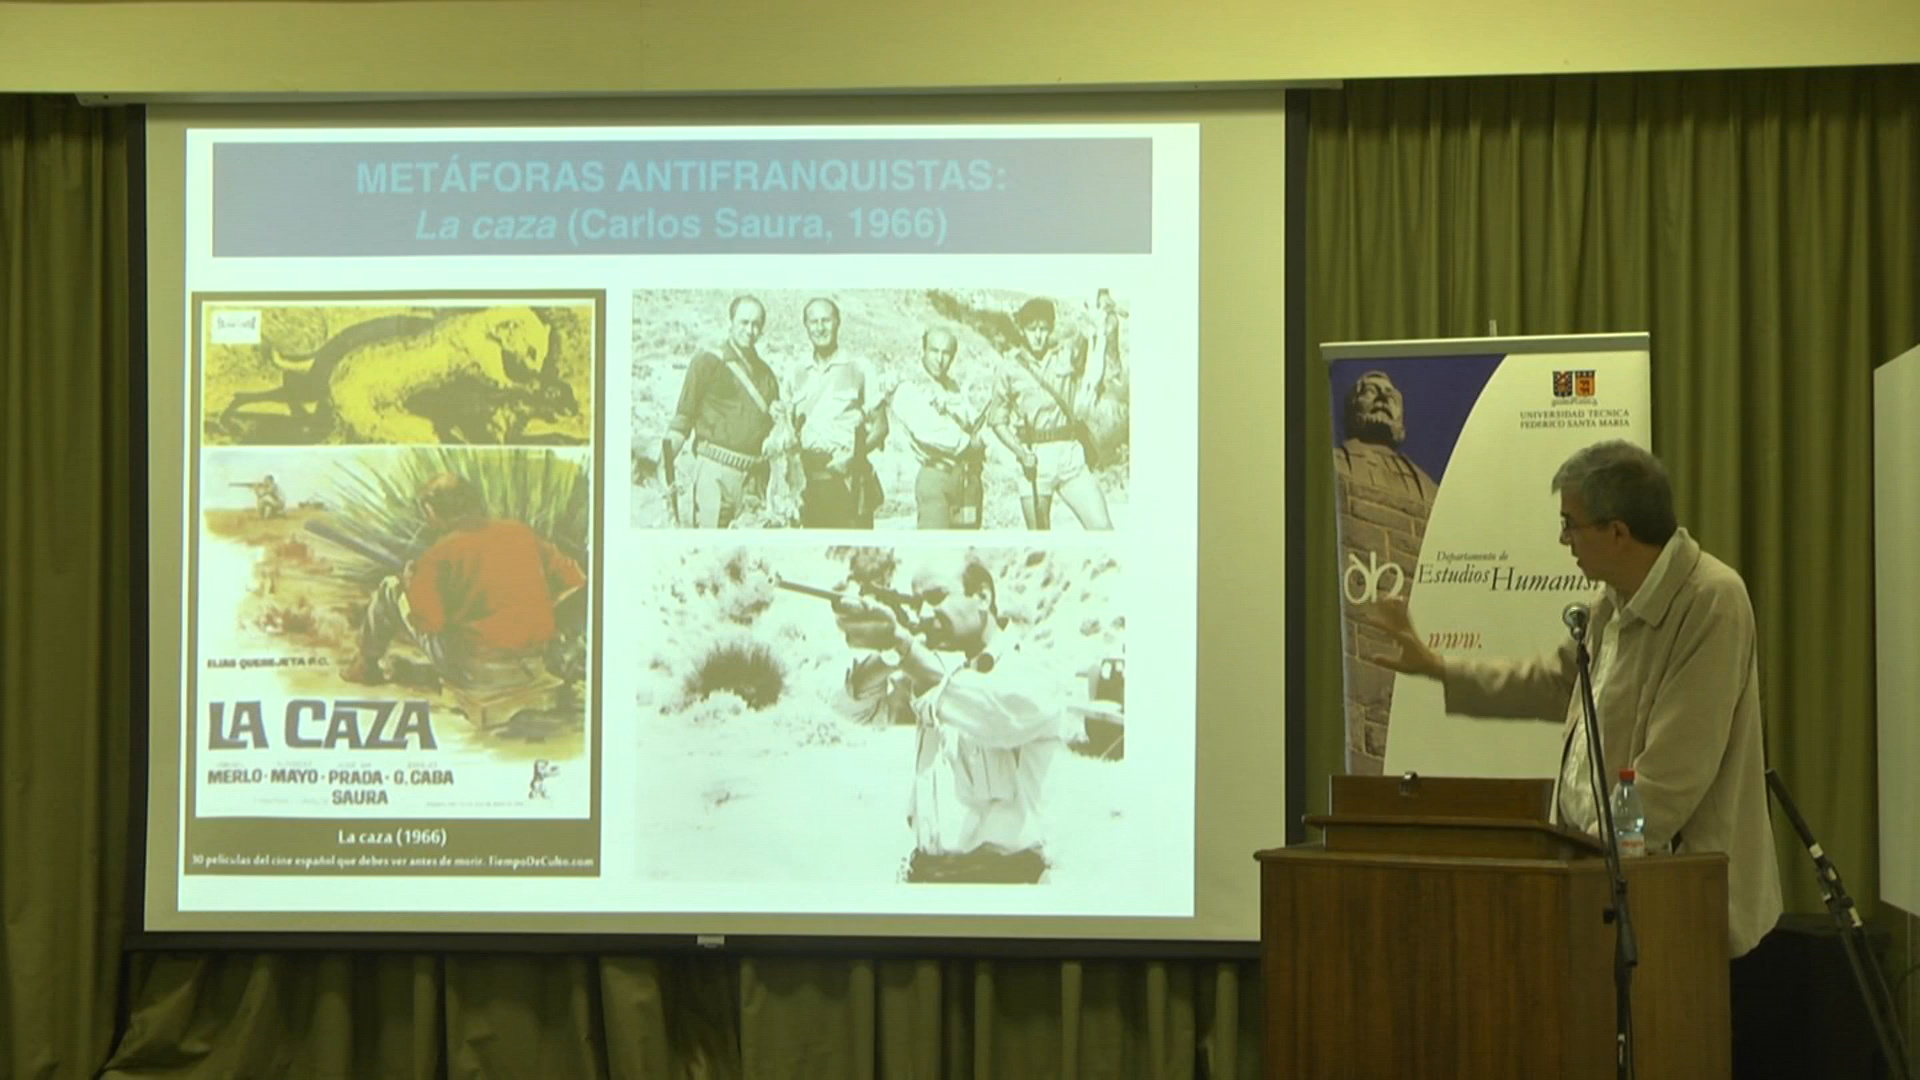 METÁFORAS ANTIFRANQUISTAS:
La caza (Carlos Saura, 1966)
ELIAS QUEREJETA P.C.
LA CAZA
MERLO · MAYO · PRADA · G. CABA
SAURA
La caza (1966)
30 películas del cine español que debes ver antes de morir. TiempoDeCulto.com
UNIVERSIDAD TECNICA
FEDERICO SANTA MARIA
Departamento de
Estudios Humanis
www.